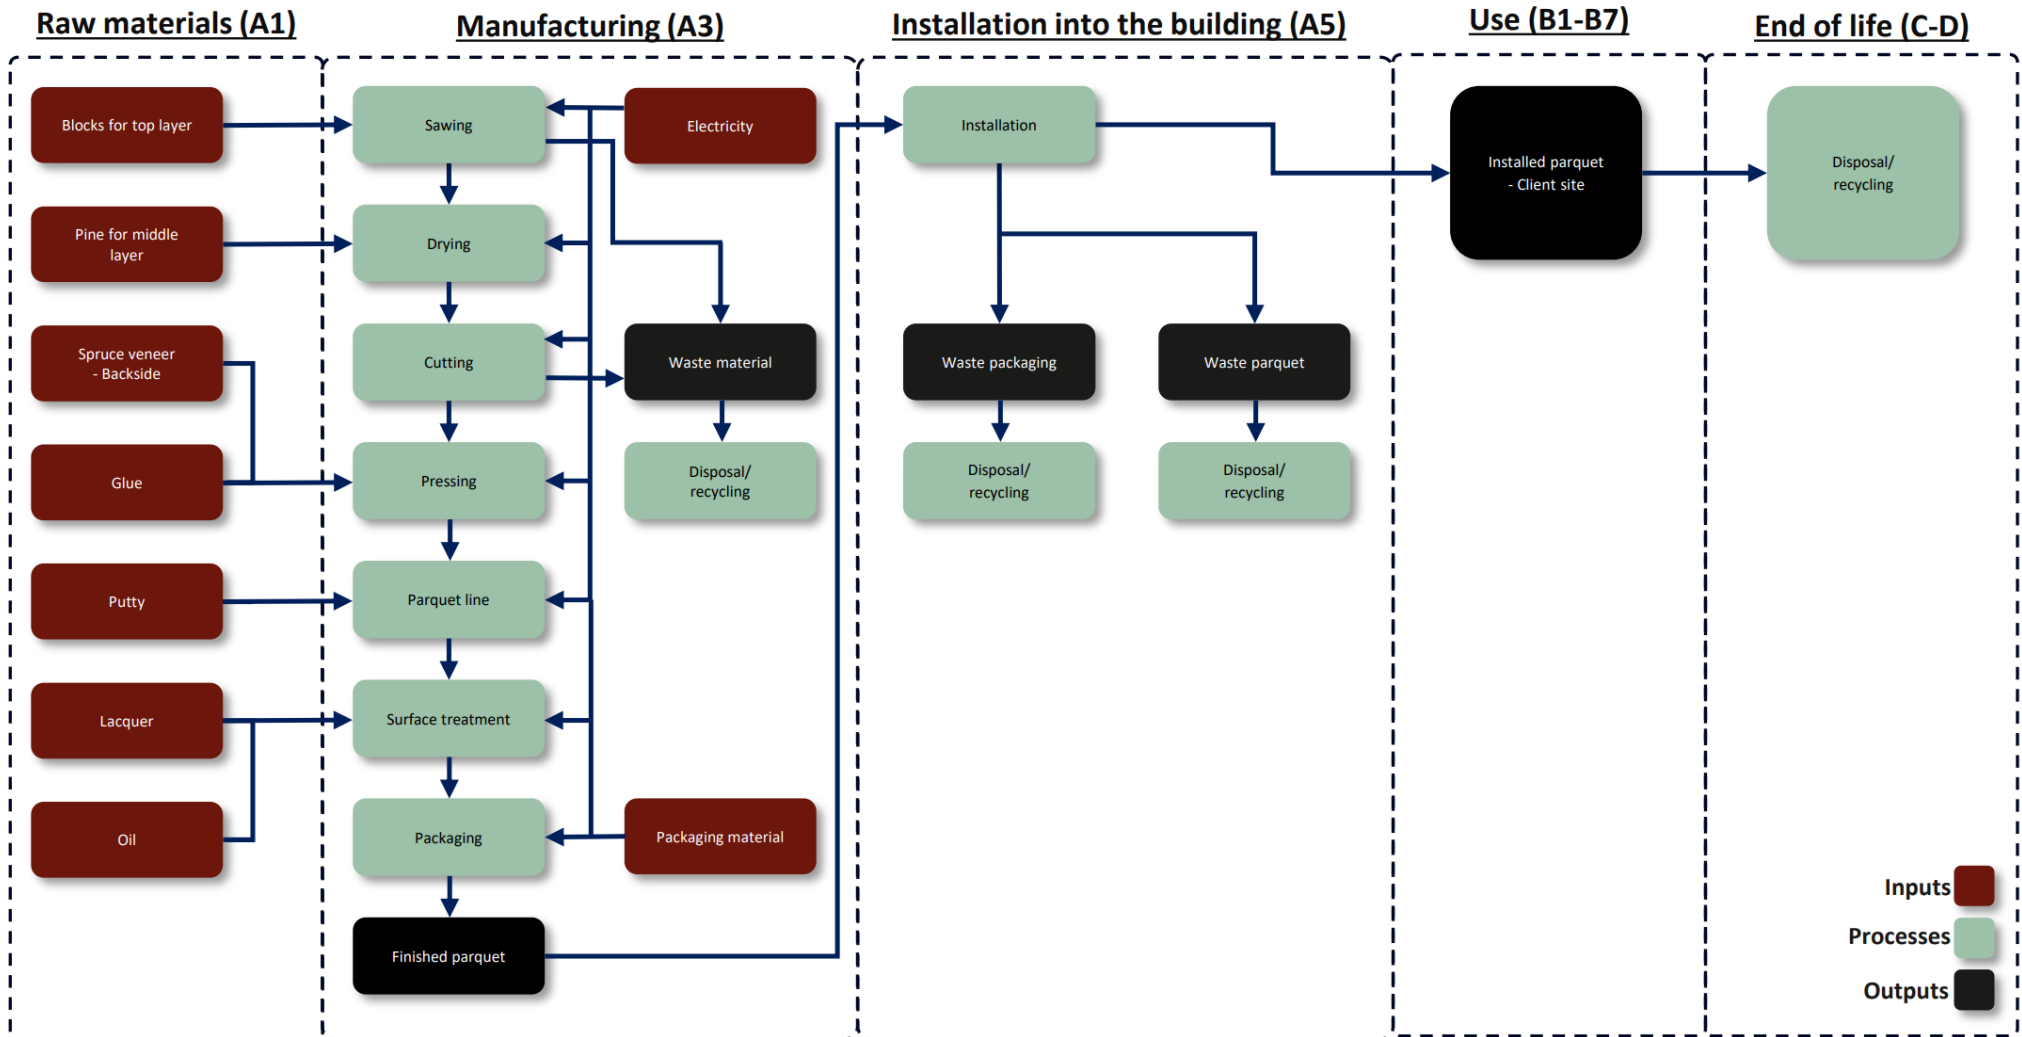 Raw materials (A1)
Manufacturing (A3)
Installation into the building (A5)
Use (B1-B7)
End of life (C-D)
Blocks for top layer
Pine for middle
layer
Spruce veneer
- Backside
Glue
Putty
Lacquer
Oil
Sawing
Drying
Cutting
Pressing
Parquet line
Surface treatment
Packaging
Finished parquet
Electricity
Waste material
Disposal/
recycling
Packaging material
Installation
Waste packaging
Disposal/
recycling
Waste parquet
Disposal/
recycling
Installed parquet
- Client site
Disposal/
recycling
Inputs
Processes
Outputs